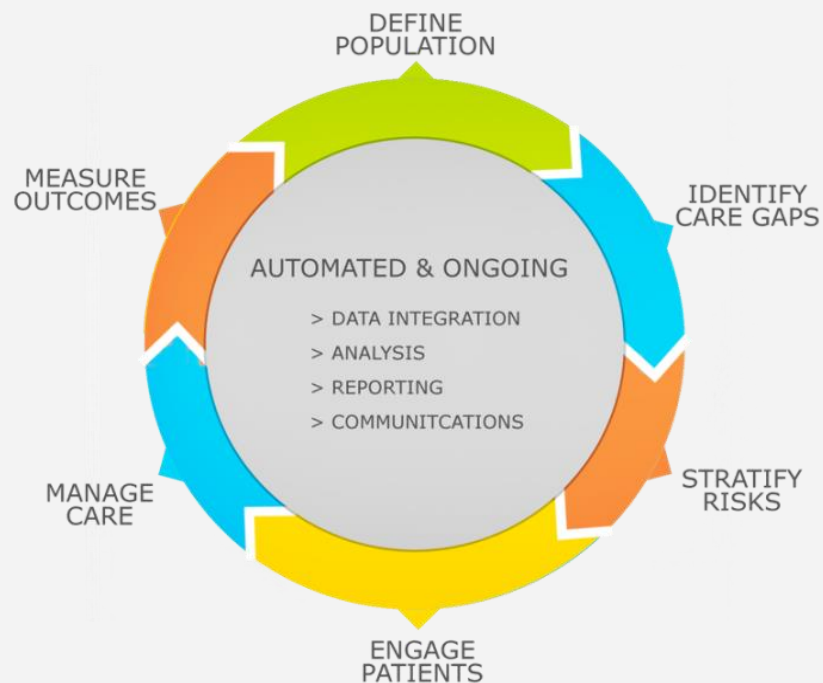 DEFINE
POPULATION
IDENTIFY
CARE GAPS
STRATIFY
RISKS
ENGAGE
PATIENTS
MANAGE
CARE
MEASURE
OUTCOMES
AUTOMATED & ONGOING
> DATA INTEGRATION
> ANALYSIS
> REPORTING
> COMMUNITCATIONS